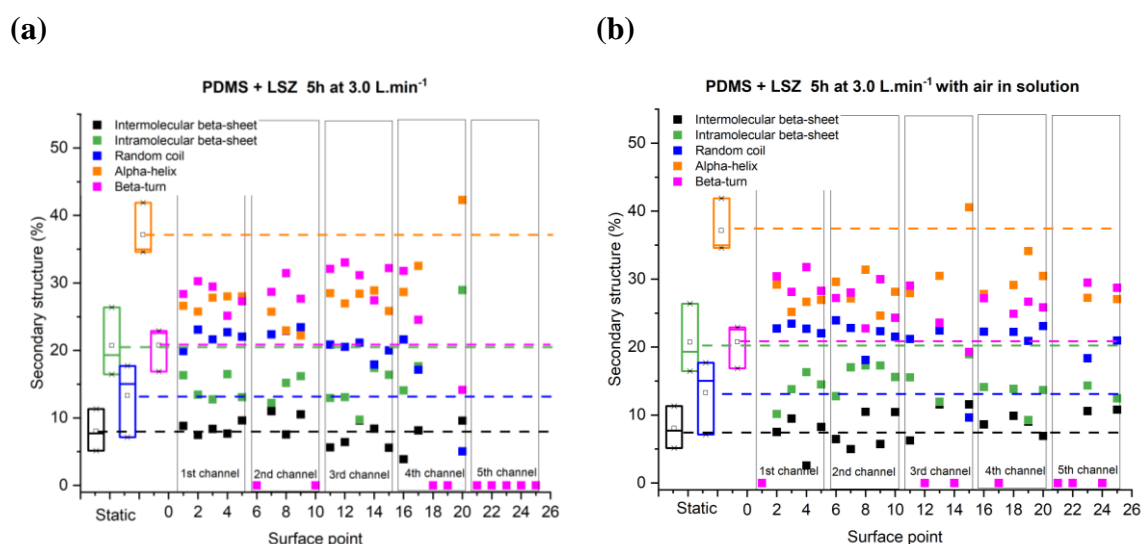 (a)
PDMS + LSZ 5h at 3.0 L.min⁻¹
Intermolecular beta-sheet
Intramolecular beta-sheet
Random coil
Alpha-helix
Beta-turn
Secondary structure (%)
50
40
30
20
10
0
1st channel
2nd channel
3rd channel
4th channel
5th channel
Static
0 2 4 6 8 10 12 14 16 18 20 22 24 26
Surface point
(b)
PDMS + LSZ 5h at 3.0 L.min⁻¹ with air in solution
Intermolecular beta-sheet
Intramolecular beta-sheet
Random coil
Alpha-helix
Beta-turn
Secondary structure (%)
50
40
30
20
10
0
1st channel
2nd channel
3rd channel
4th channel
5th channel
Static
0 2 4 6 8 10 12 14 16 18 20 22 24 26
Surface point